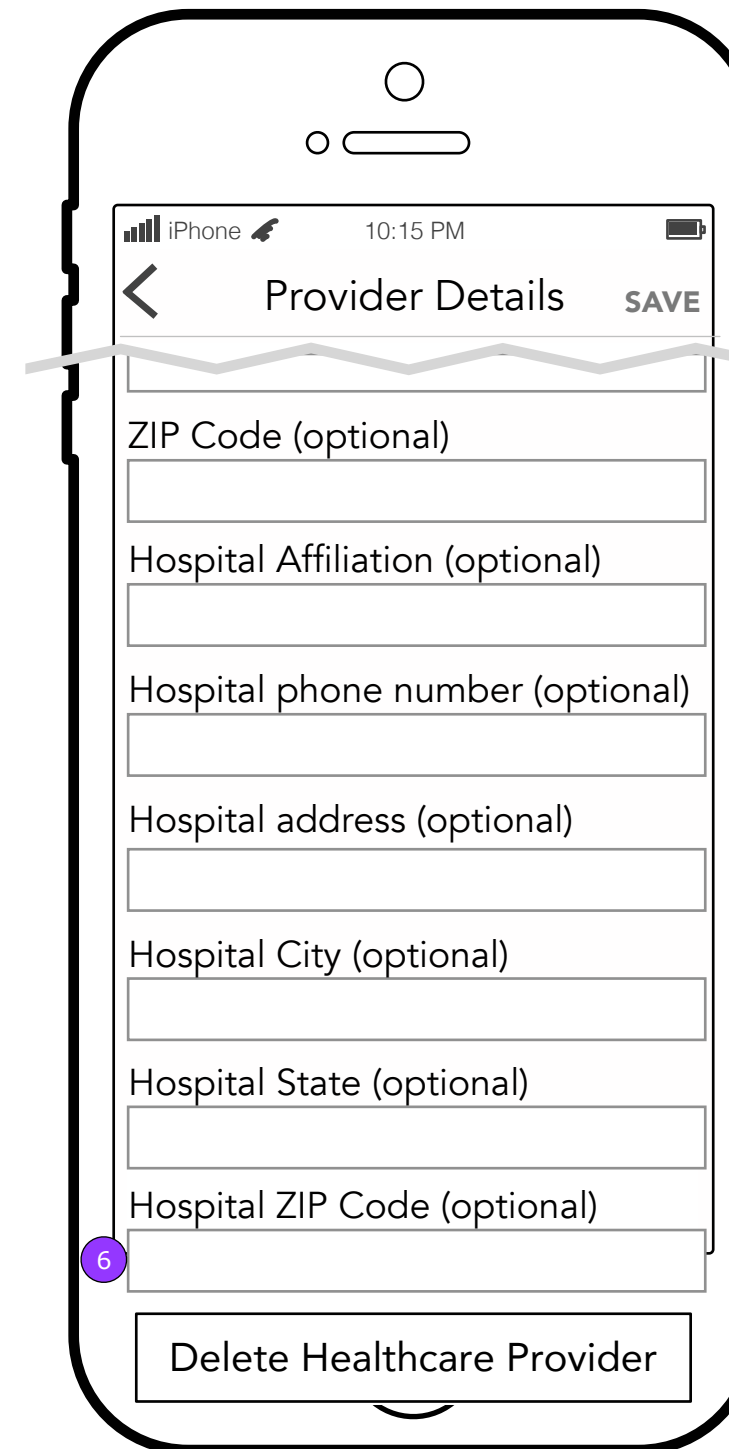 iPhone 10:15 PM
Provider Details SAVE
ZIP Code (optional)
Hospital Affiliation (optional)
Hospital phone number (optional)
Hospital address (optional)
Hospital City (optional)
Hospital State (optional)
Hospital ZIP Code (optional)
6
Delete Healthcare Provider